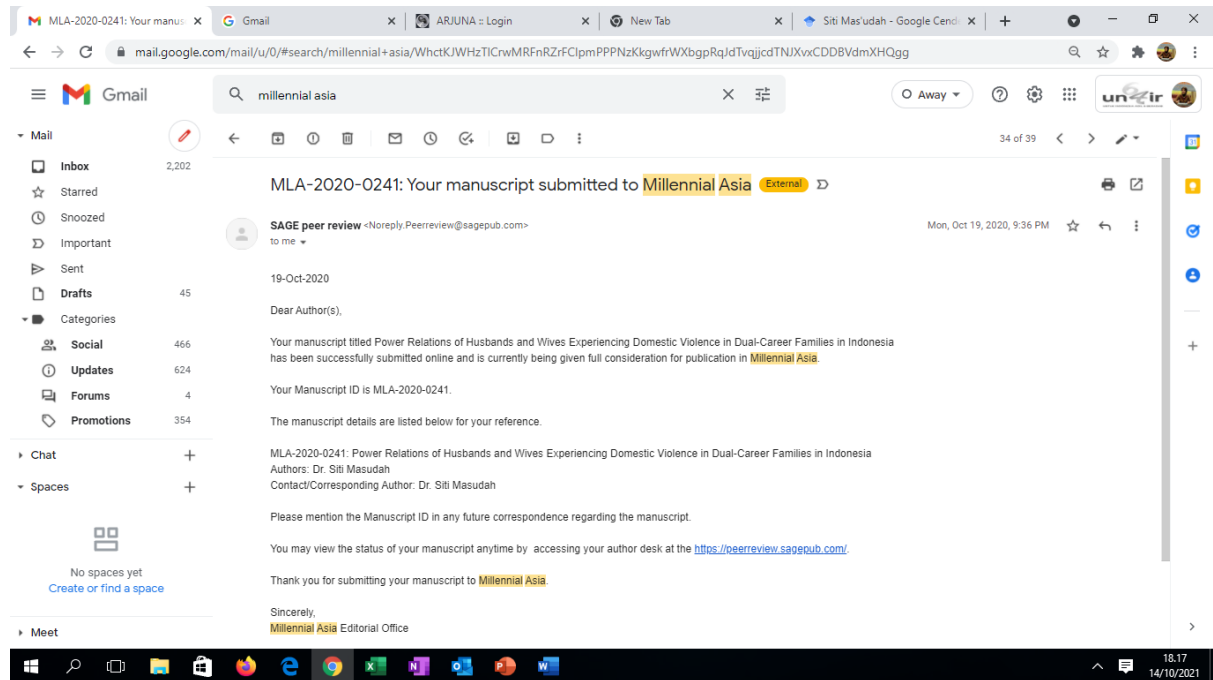 MLA-2020-0241: Your manus
Gmail
ARJUNA :: Login
New Tab
Siti Mas'udah - Google Cend
mail.google.com/mail/u/0/#search/millennial+asia/WhctKJWHzTlCrwMRFnRZrFClpmPPPNzKkgwfrWXbgpRqJdTvqjjcdTNJXvxCDDBVdmXHQgg
Gmail
millennial asia
Away
unair
Mail
34 of 39
Inbox 2,202
Starred
Snoozed
Important
Sent
Drafts 45
Categories
Social 466
Updates 624
Forums 4
Promotions 354
Chat
Spaces
No spaces yet
Create or find a space
Meet
MLA-2020-0241: Your manuscript submitted to Millennial Asia External
SAGE peer review <Noreply.Peerreview@sagepub.com> Mon, Oct 19, 2020, 9:36 PM
to me
19-Oct-2020
Dear Author(s),
Your manuscript titled Power Relations of Husbands and Wives Experiencing Domestic Violence in Dual-Career Families in Indonesia
has been successfully submitted online and is currently being given full consideration for publication in Millennial Asia.
Your Manuscript ID is MLA-2020-0241.
The manuscript details are listed below for your reference.
MLA-2020-0241: Power Relations of Husbands and Wives Experiencing Domestic Violence in Dual-Career Families in Indonesia
Authors: Dr. Siti Masudah
Contact/Corresponding Author: Dr. Siti Masudah
Please mention the Manuscript ID in any future correspondence regarding the manuscript.
You may view the status of your manuscript anytime by accessing your author desk at the https://peerreview.sagepub.com/.
Thank you for submitting your manuscript to Millennial Asia.
Sincerely,
Millennial Asia Editorial Office
18.17
14/10/2021